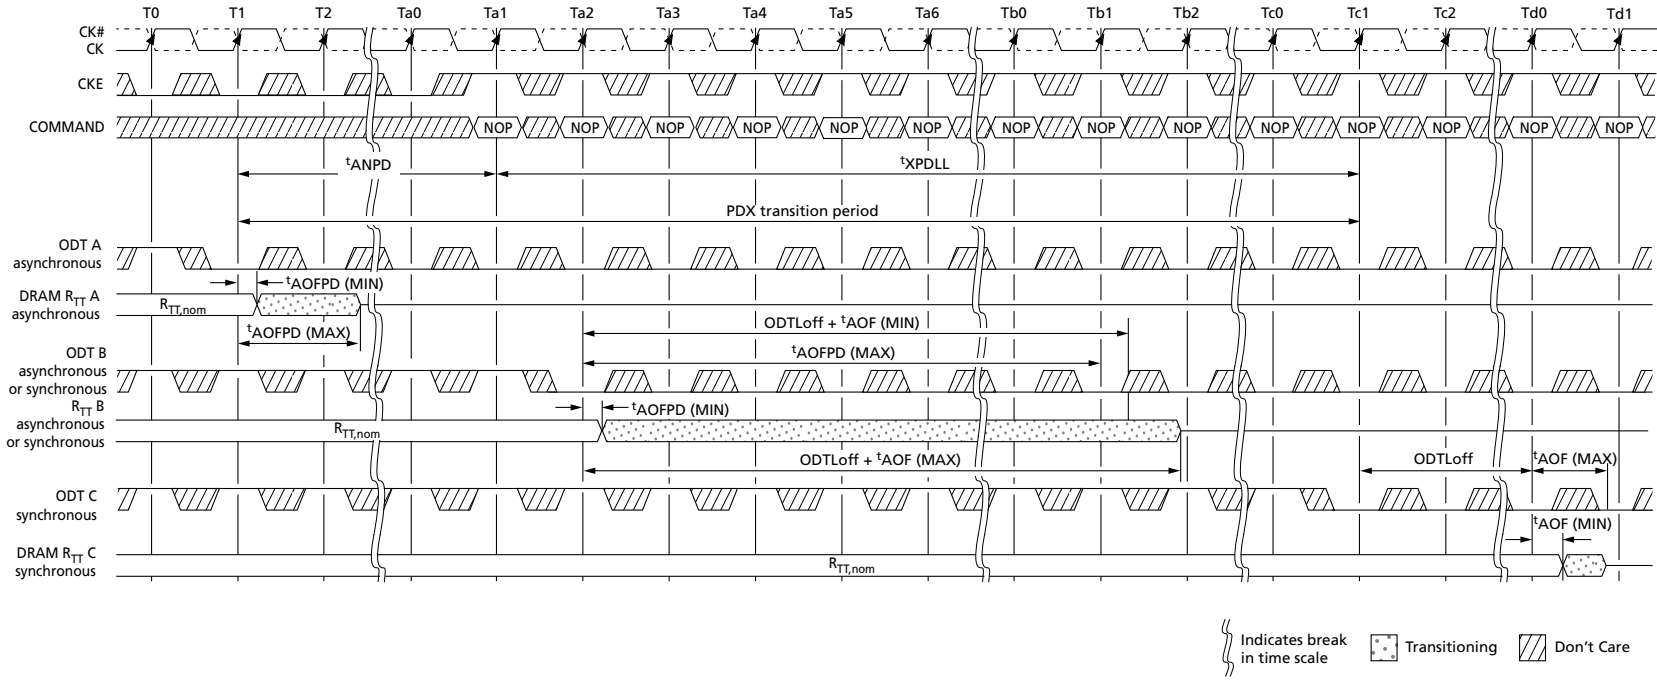 T0 T1 T2 Ta0 Ta1 Ta2 Ta3 Ta4 Ta5 Ta6 Tb0 Tb1 Tb2 Tc0 Tc1 Tc2 Td0 Td1
CK#
CK
CKE
COMMAND
NOP NOP NOP NOP NOP NOP NOP NOP NOP NOP NOP NOP NOP NOP
tANPD
tXPDLL
PDX transition period
ODT A
asynchronous
tAOFPD (MIN)
DRAM RTT A
asynchronous
RTT,nom
tAOFPD (MAX)
ODTLoff + tAOF (MIN)
tAOFPD (MAX)
ODT B
asynchronous
or synchronous
RTT B
asynchronous
or synchronous
tAOFPD (MIN)
RTT,nom
ODTLoff + tAOF (MAX)
ODTLoff
tAOF (MAX)
ODT C
synchronous
tAOF (MIN)
DRAM RTT C
synchronous
RTT,nom
Indicates break
in time scale
Transitioning
Don't Care